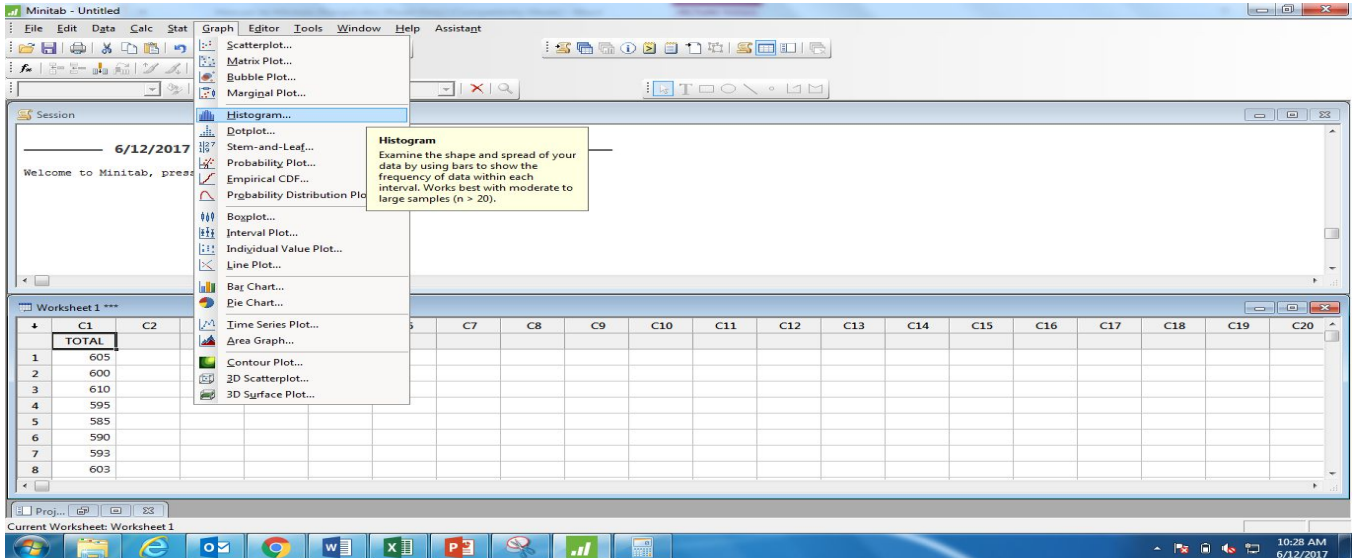 Minitab - Untitled
File Edit Data Calc Stat Graph Editor Tools Window Help Assistant
Scatterplot...
Matrix Plot...
Bubble Plot...
Marginal Plot...
Histogram...
Dotplot...
Stem-and-Leaf...
Probability Plot...
Empirical CDF...
Probability Distribution Plo
Boxplot...
Interval Plot...
Individual Value Plot...
Line Plot...
Bar Chart...
Pie Chart...
Time Series Plot...
Area Graph...
Contour Plot...
3D Scatterplot...
3D Surface Plot...
Histogram
Examine the shape and spread of your
data by using bars to show the
frequency of data within each
interval. Works best with moderate to
large samples (n > 20).
Session
6/12/2017
Welcome to Minitab, press
Worksheet 1 ***
C1 C2 C7 C8 C9 C10 C11 C12 C13 C14 C15 C16 C17 C18 C19 C20
TOTAL
1 605
2 600
3 610
4 595
5 585
6 590
7 593
8 603
Proj...
Current Worksheet: Worksheet 1
10:28 AM
6/12/2017